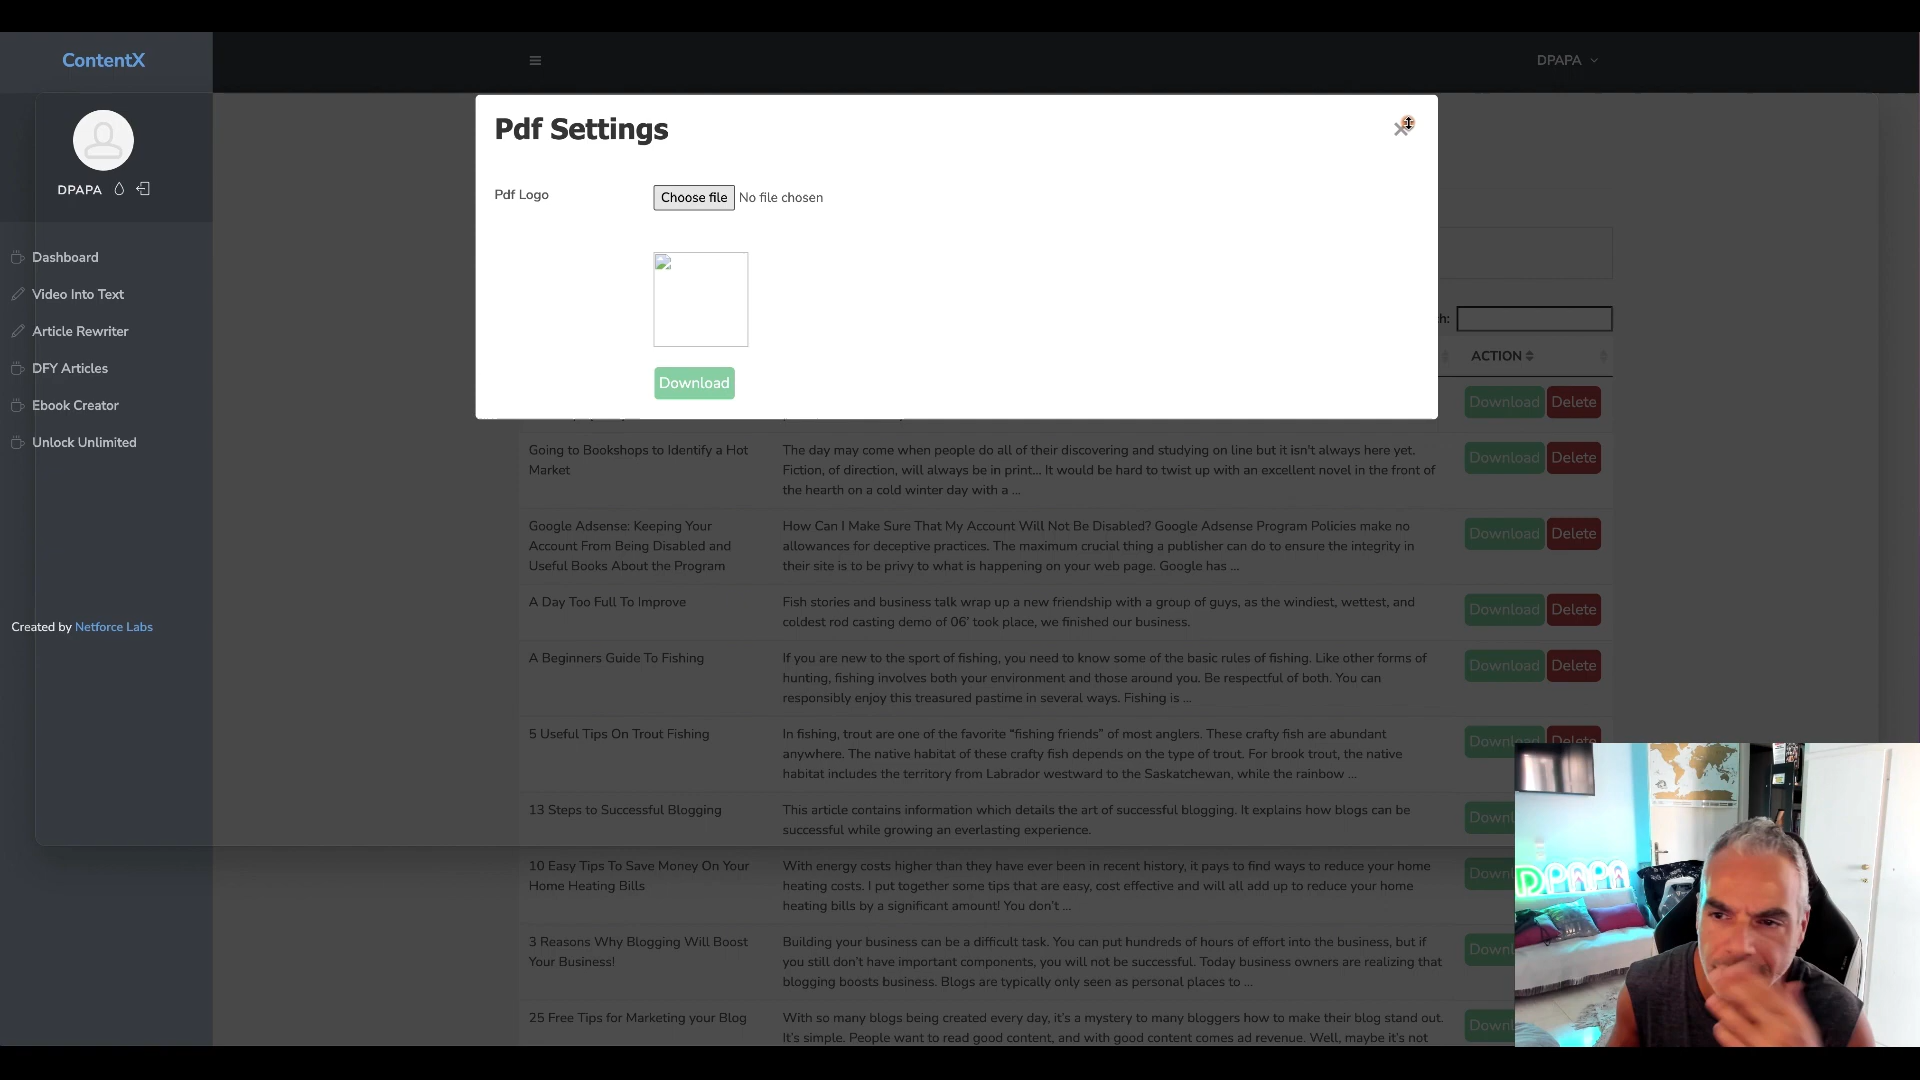 ContentX
DPAPA
DPAPA
Dashboard
Video Into Text
Article Rewriter
DFY Articles
Ebook Creator
Unlock Unlimited
Created by Netforce Labs
Pdf Settings
×
Pdf Logo
Choose file No file chosen
Download
h:
ACTION
Download Delete
Going to Bookshops to Identify a Hot
Market
The day may come when people do all of their discovering and studying on line but it isn't always here yet.
Fiction, of direction, will always be in print... It would be hard to twist up with an excellent novel in the front of
the hearth on a cold winter day with a ...
Download Delete
Google Adsense: Keeping Your
Account From Being Disabled and
Useful Books About the Program
How Can I Make Sure That My Account Will Not Be Disabled? Google Adsense Program Policies make no
allowances for deceptive practices. The maximum crucial thing a publisher can do to ensure the integrity in
their site is to be privy to what is happening on your web page. Google has ...
Download Delete
A Day Too Full To Improve
Fish stories and business talk wrap up a new friendship with a group of guys, as the windiest, wettest, and
coldest rod casting demo of 06’ took place, we finished our business.
Download Delete
A Beginners Guide To Fishing
If you are new to the sport of fishing, you need to know some of the basic rules of fishing. Like other forms of
hunting, fishing involves both your environment and those around you. Be respectful of both. You can
responsibly enjoy this treasured pastime in several ways. Fishing is ...
Download Delete
5 Useful Tips On Trout Fishing
In fishing, trout are one of the favorite “fishing friends” of most anglers. These crafty fish are abundant
anywhere. The native habitat of these crafty fish depends on the type of trout. For brook trout, the native
habitat includes the territory from Labrador westward to the Saskatchewan, while the rainbow ...
Download Delete
13 Steps to Successful Blogging
This article contains information which details the art of successful blogging. It explains how blogs can be
successful while growing an everlasting experience.
Downl
10 Easy Tips To Save Money On Your
Home Heating Bills
With energy costs higher than they have ever been in recent history, it pays to find ways to reduce your home
heating costs. I put together some tips that are easy, cost effective and will all add up to reduce your home
heating bills by a significant amount! You don’t ...
Downl
3 Reasons Why Blogging Will Boost
Your Business!
Building your business can be a difficult task. You can put hundreds of hours of effort into the business, but if
you still don’t have important components, you will not be successful. Today business owners are realizing that
blogging boosts business. Blogs are typically only seen as personal places to ...
Downl
25 Free Tips for Marketing your Blog
With so many blogs being created every day, it’s a mystery to many bloggers how to make their blog stand out.
It’s simple. People want to read good content, and with good content comes ad revenue. Well, maybe it’s not
Downl
DPAPA